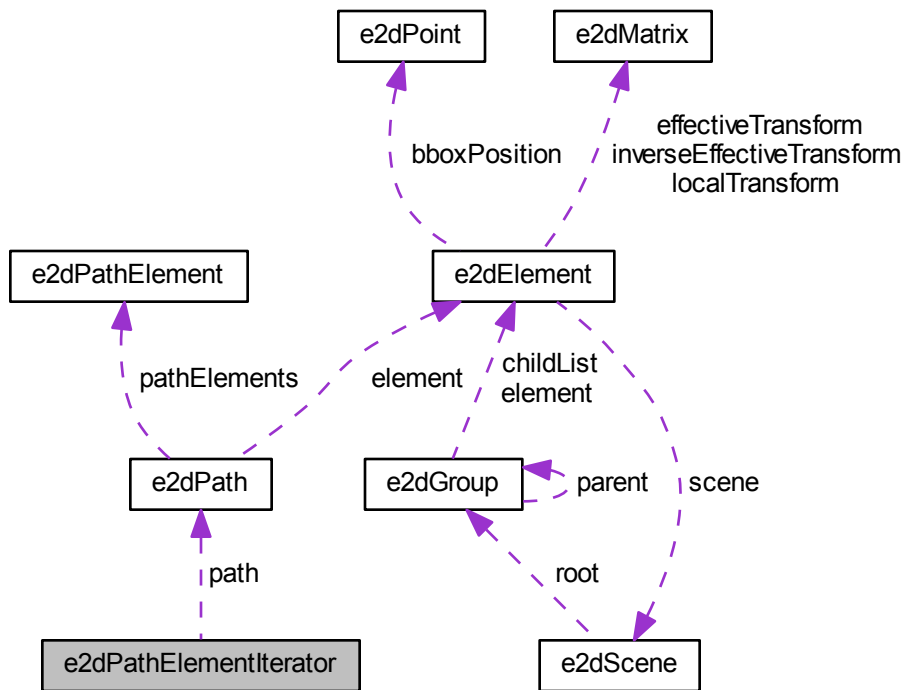 e2dPoint
e2dMatrix
effectiveTransform
bboxPosition
inverseEffectiveTransform
localTransform
e2dPathElement
e2dElement
pathElements
element
childList
element
e2dPath
e2dGroup
parent
scene
path
root
e2dPathElementIterator
e2dScene